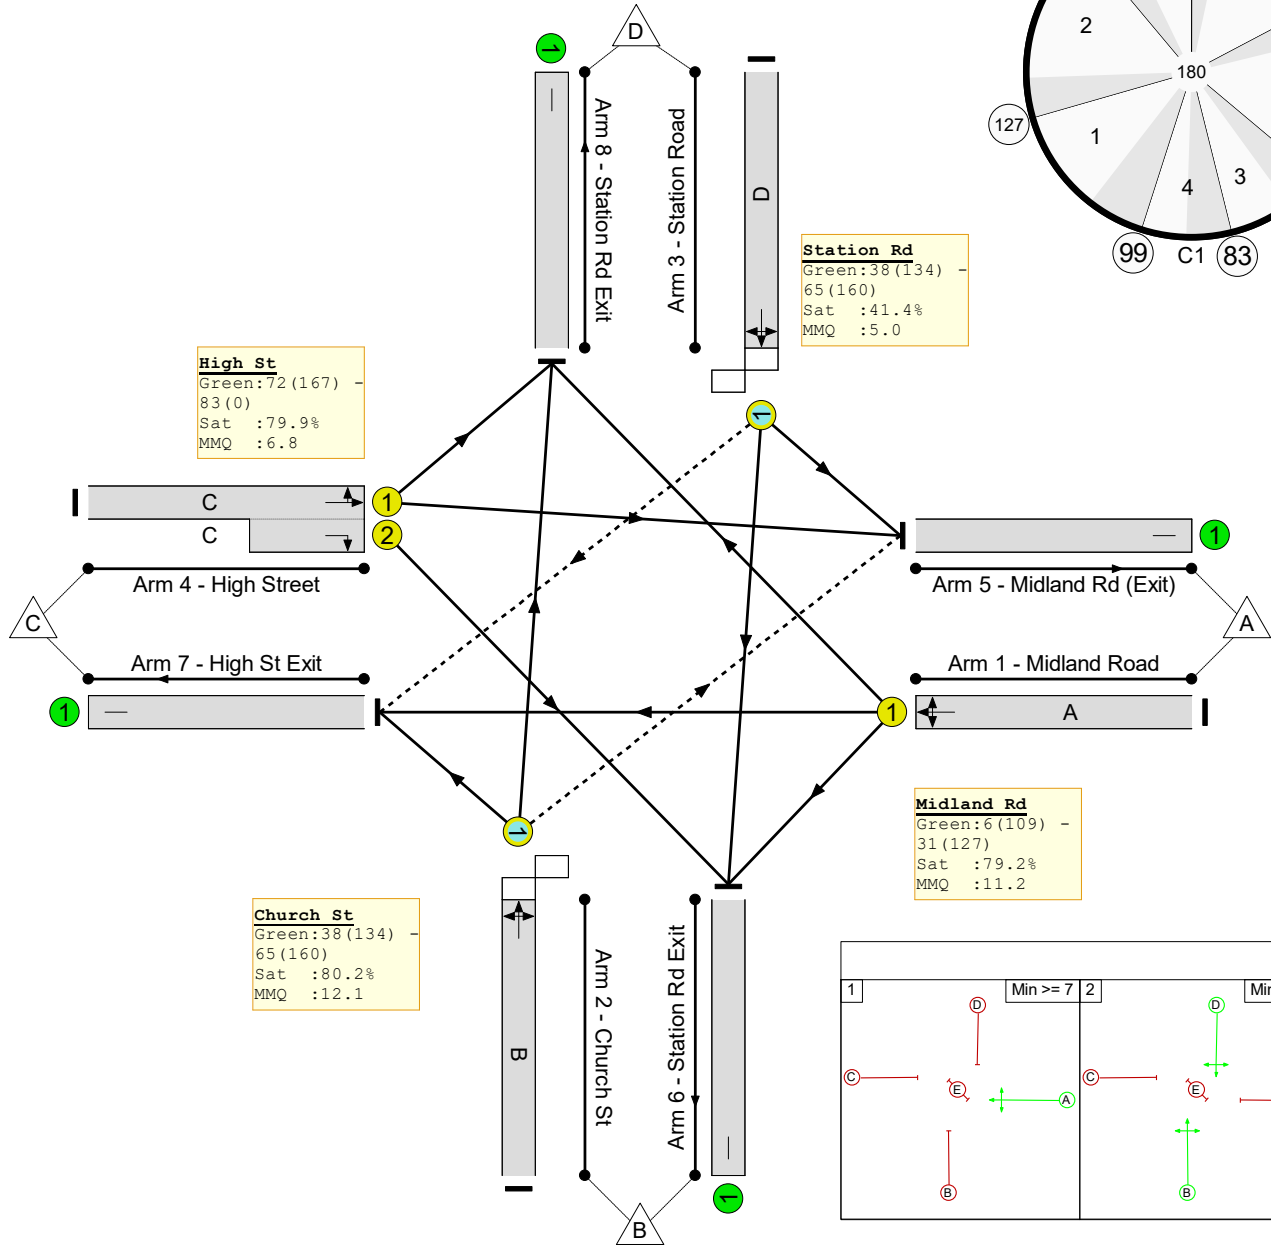 D
2
180
127
1
4
3
99
C1
83
1
Arm 8 - Station Rd Exit
Arm 3 - Station Road
D
Station Rd
Green:38(134) -
65(160)
Sat :41.4%
MMQ :5.0
High St
Green:72(167) -
83(0)
Sat :79.9%
MMQ :6.8
1
C
1
C
2
1
Arm 4 - High Street
Arm 5 - Midland Rd (Exit)
C
A
Arm 7 - High St Exit
Arm 1 - Midland Road
1
1
A
Midland Rd
Green:6(109) -
31(127)
Sat :79.2%
MMQ :11.2
1
Church St
Green:38(134) -
65(160)
Sat :80.2%
MMQ :12.1
B
Arm 2 - Church St
Arm 6 - Station Rd Exit
1
B
1
Min >= 7
D
C
E
A
B
2
D
C
E
B